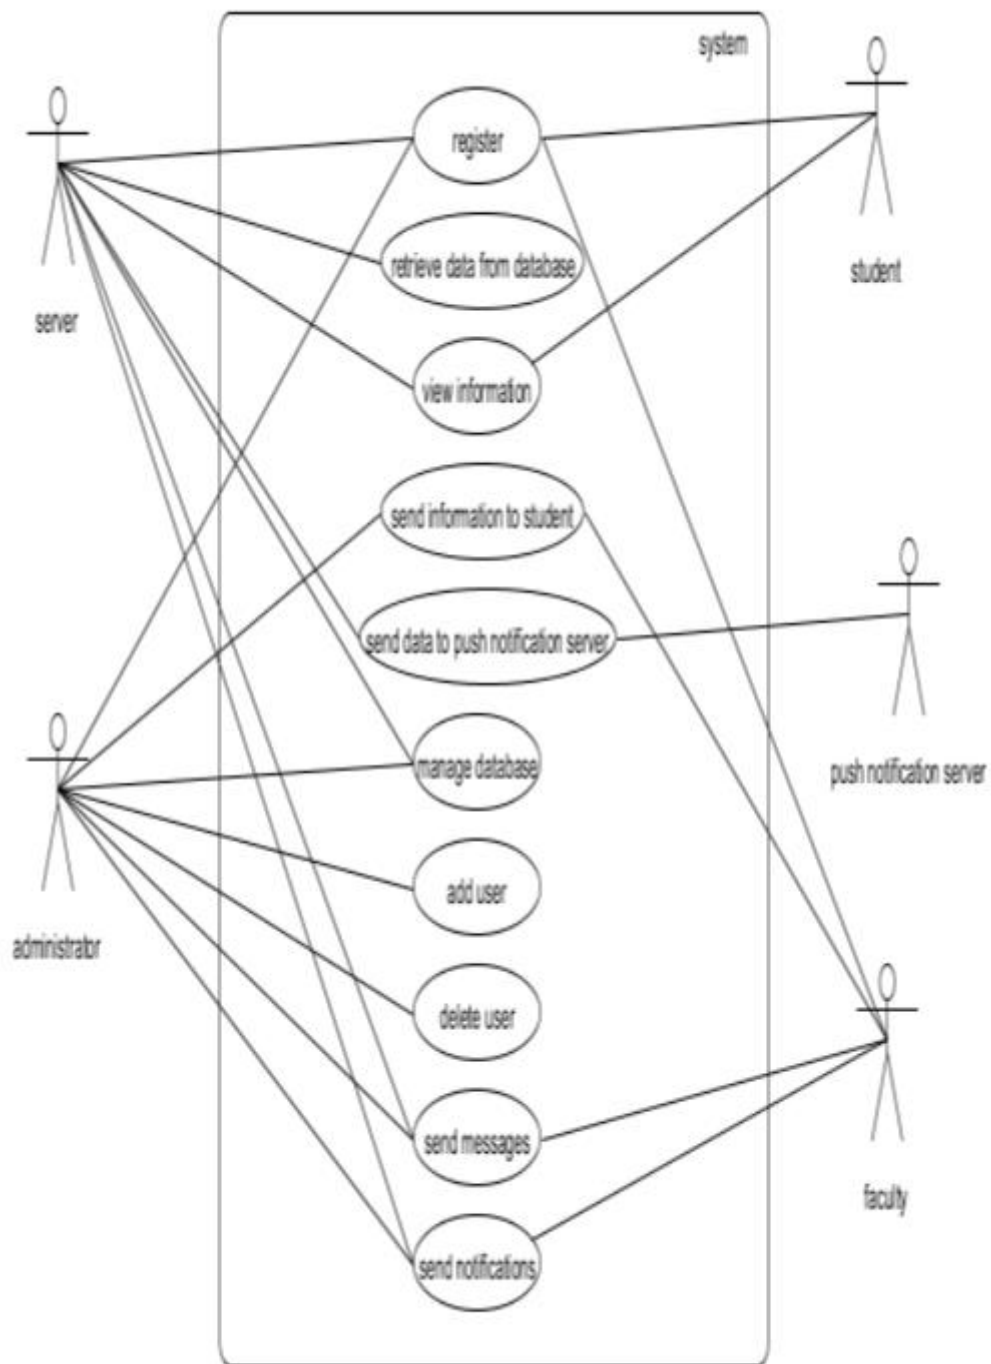 system
register
retrieve data from database
view information
send information to student
send data to push notification server
manage database
add user
delete user
send messages
send notifications
server
administrator
student
push notification server
faculty